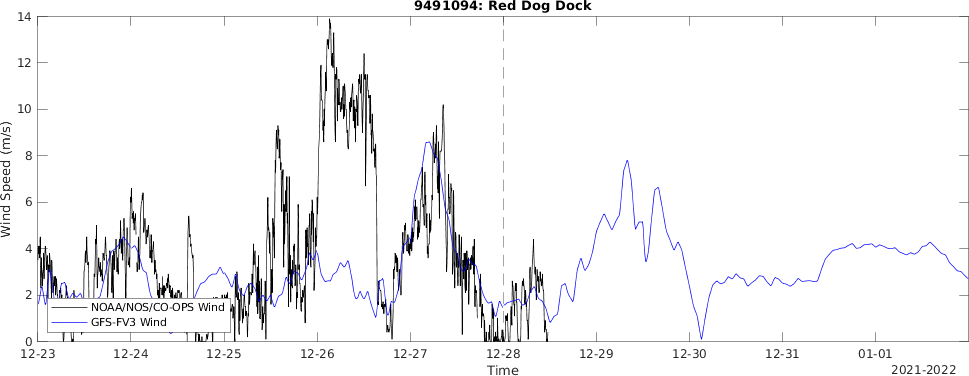 9491094: Red Dog Dock
14
12
10
8
6
4
2
0
Wind Speed (m/s)
NOAA/NOS/CO-OPS Wind
GFS-FV3 Wind
12-23 12-24 12-25 12-26 12-27 12-28 12-29 12-30 12-31 01-01
Time
2021-2022